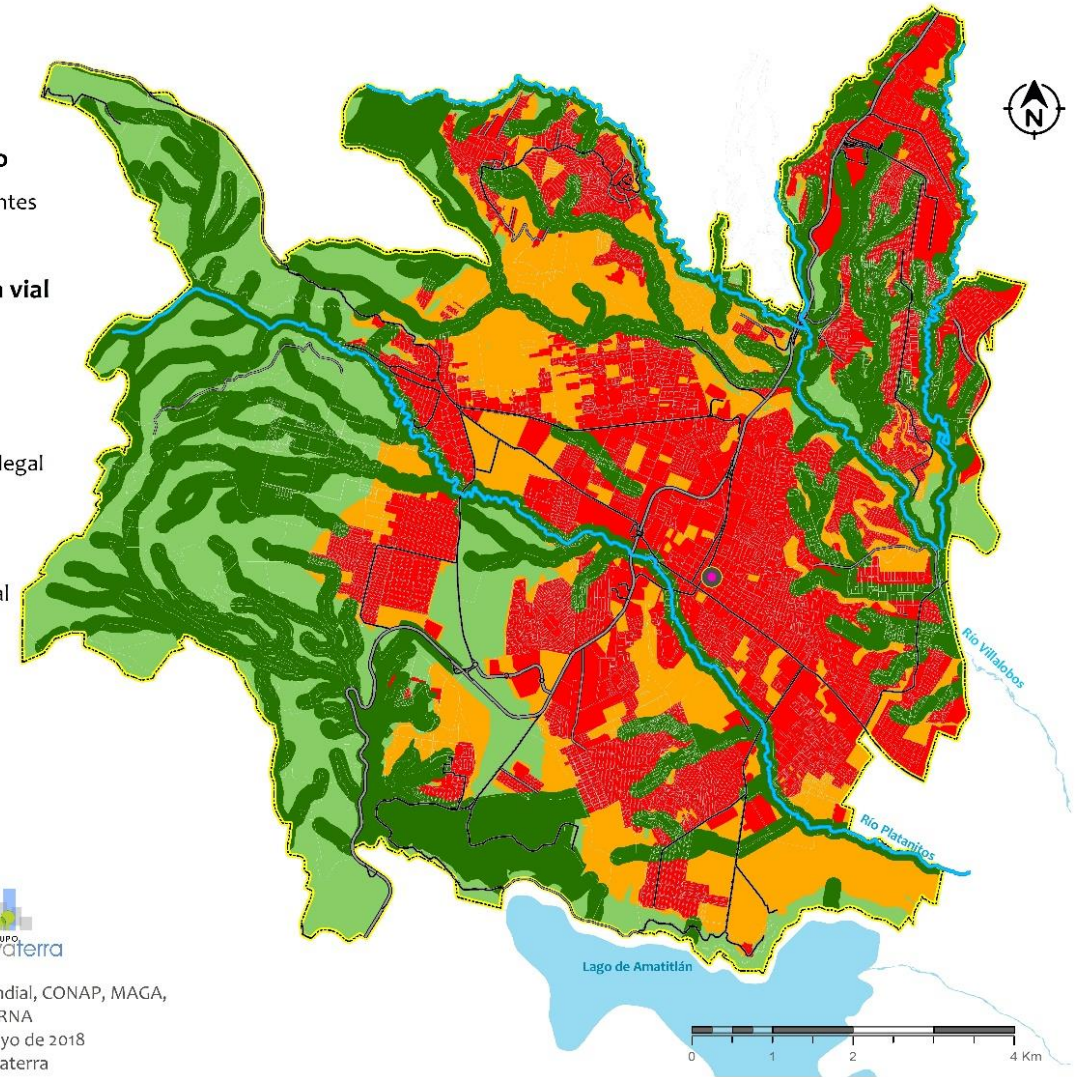 o
ntes
vial
legal
al
N
Río Villalobos
Río Platanitos
Lago de Amatitlán
UPO
aterra
ndial, CONAP, MAGA,
RNA
yo de 2018
aterra
0 1 2 4 Km